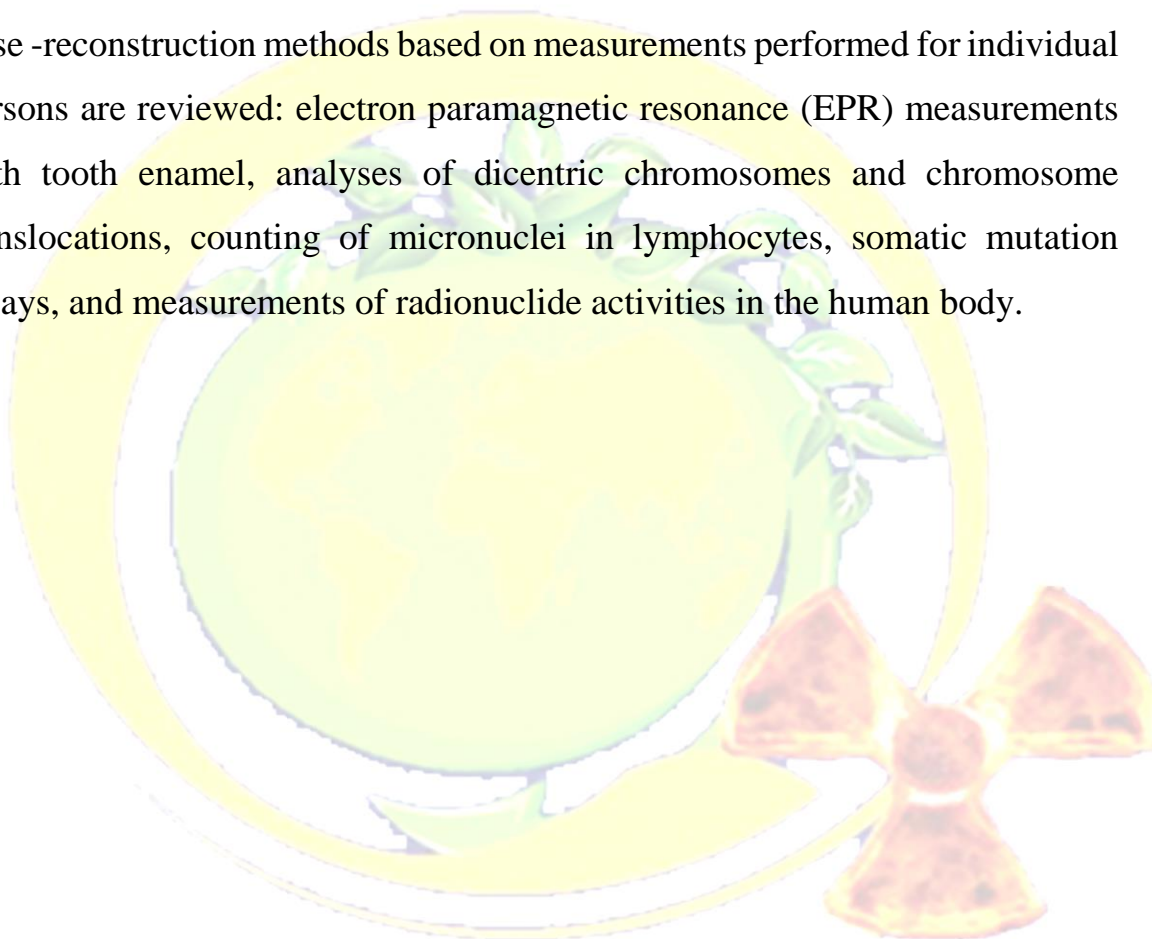 se -reconstruction methods based on measurements performed for individual
rsons are reviewed: electron paramagnetic resonance (EPR) measurements
th tooth enamel, analyses of dicentric chromosomes and chromosome
nslocations, counting of micronuclei in lymphocytes, somatic mutation
ays, and measurements of radionuclide activities in the human body.